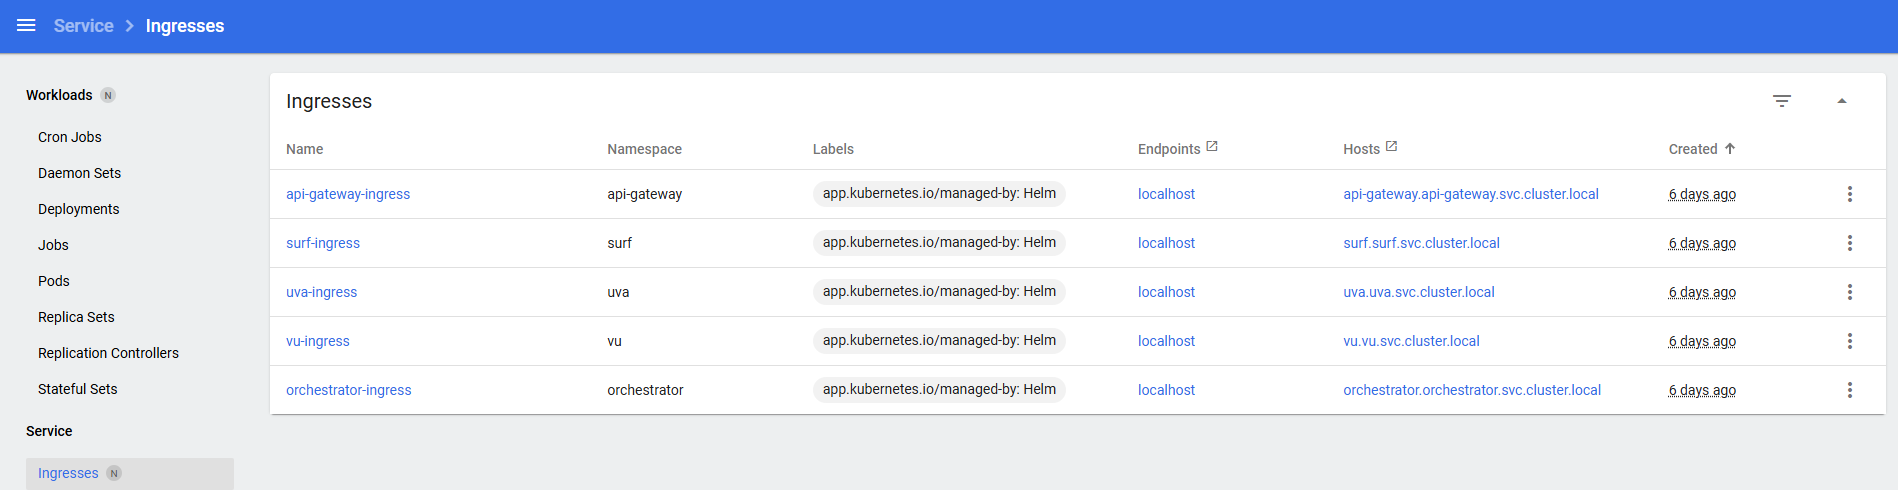 Service > Ingresses
Workloads N
Cron Jobs
Daemon Sets
Deployments
Jobs
Pods
Replica Sets
Replication Controllers
Stateful Sets
Service
Ingresses N
Ingresses
Name Namespace Labels Endpoints Hosts Created
api-gateway-ingress api-gateway app.kubernetes.io/managed-by: Helm localhost api-gateway.api-gateway.svc.cluster.local 6 days ago
surf-ingress surf app.kubernetes.io/managed-by: Helm localhost surf.surf.svc.cluster.local 6 days ago
uva-ingress uva app.kubernetes.io/managed-by: Helm localhost uva.uva.svc.cluster.local 6 days ago
vu-ingress vu app.kubernetes.io/managed-by: Helm localhost vu.vu.svc.cluster.local 6 days ago
orchestrator-ingress orchestrator app.kubernetes.io/managed-by: Helm localhost orchestrator.orchestrator.svc.cluster.local 6 days ago